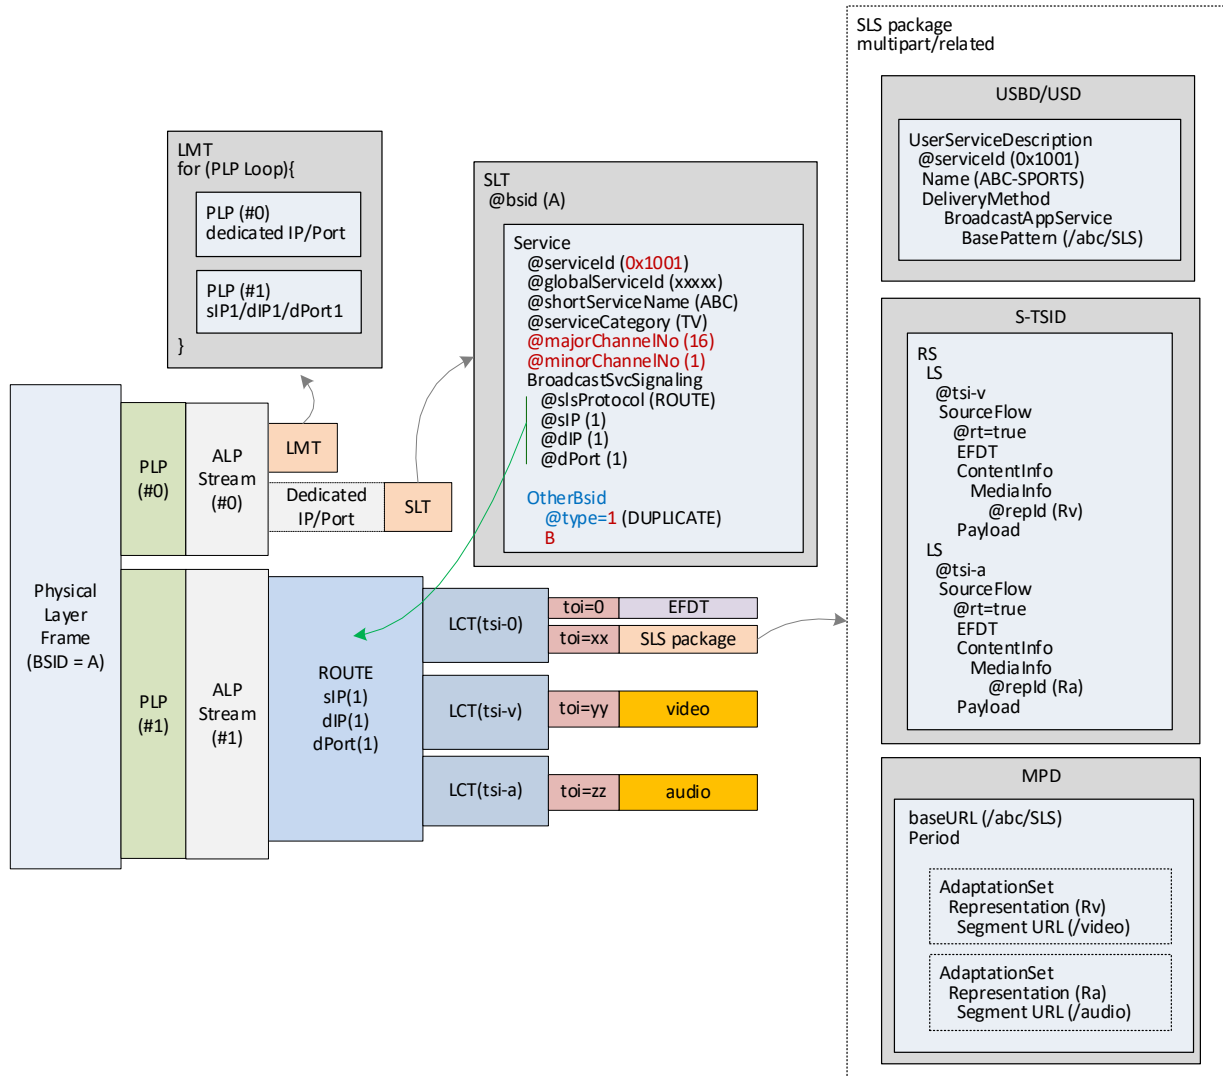 LMT
for (PLP Loop){
PLP (#0)
dedicated IP/Port
PLP (#1)
sIP1/dIP1/dPort1
}
SLT
@bsid (A)
Service
@serviceId (0x1001)
@globalServiceId (xxxxx)
@shortServiceName (ABC)
@serviceCategory (TV)
@majorChannelNo (16)
@minorChannelNo (1)
BroadcastSvcSignaling
@slsProtocol (ROUTE)
@sIP (1)
@dIP (1)
@dPort (1)
OtherBsid
@type=1 (DUPLICATE)
B
Physical
Layer
Frame
(BSID = A)
PLP
(#0)
ALP
Stream
(#0)
LMT
Dedicated
IP/Port
SLT
PLP
(#1)
ALP
Stream
(#1)
ROUTE
sIP(1)
dIP(1)
dPort(1)
LCT(tsi-0)
toi=0
EFDT
toi=xx
SLS package
LCT(tsi-v)
toi=yy
video
LCT(tsi-a)
toi=zz
audio
SLS package
multipart/related
USBD/USD
UserServiceDescription
@serviceId (0x1001)
Name (ABC-SPORTS)
DeliveryMethod
BroadcastAppService
BasePattern (/abc/SLS)
S-TSID
RS
LS
@tsi-v
SourceFlow
@rt=true
EFDT
ContentInfo
MediaInfo
@repId (Rv)
Payload
LS
@tsi-a
SourceFlow
@rt=true
EFDT
ContentInfo
MediaInfo
@repId (Ra)
Payload
MPD
baseURL (/abc/SLS)
Period
AdaptationSet
Representation (Rv)
Segment URL (/video)
AdaptationSet
Representation (Ra)
Segment URL (/audio)